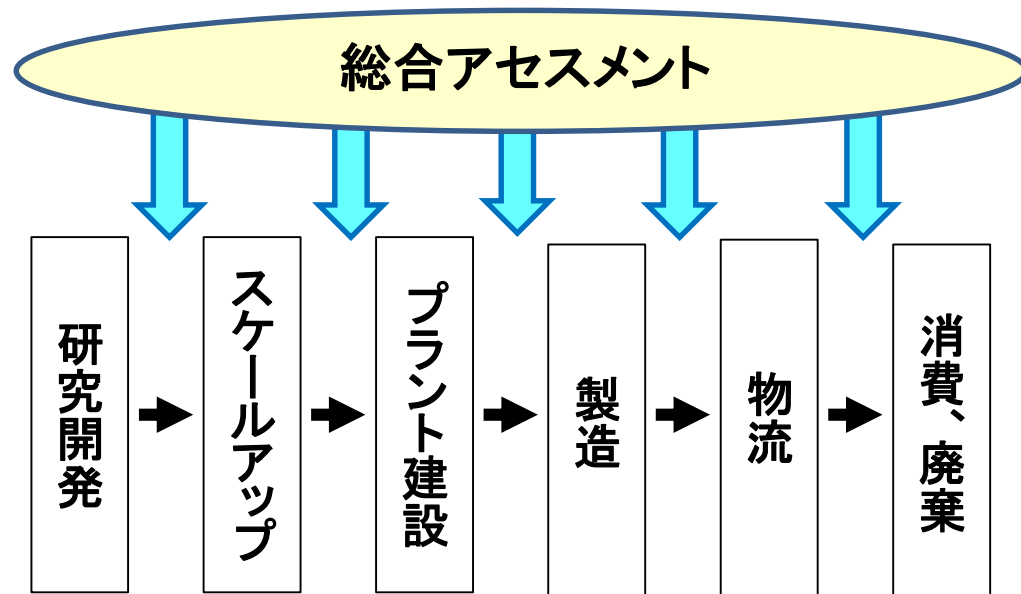 総合アセスメント
研究開発
スケールアップ
プラント建設
製造
物流
消費、廃棄